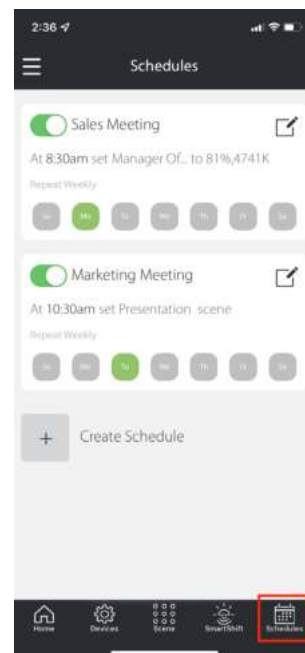 2:36
Schedules
Sales Meeting
At 8:30am set Manager Of... to 81%,4741K
Repeat Weekly
Su Mo Tu We Th Fr Sa
Marketing Meeting
At 10:30am set Presentation scene
Repeat Weekly
Su Mo Tu We Th Fr Sa
+ Create Schedule
Home Devices Scene SmartShift Schedules